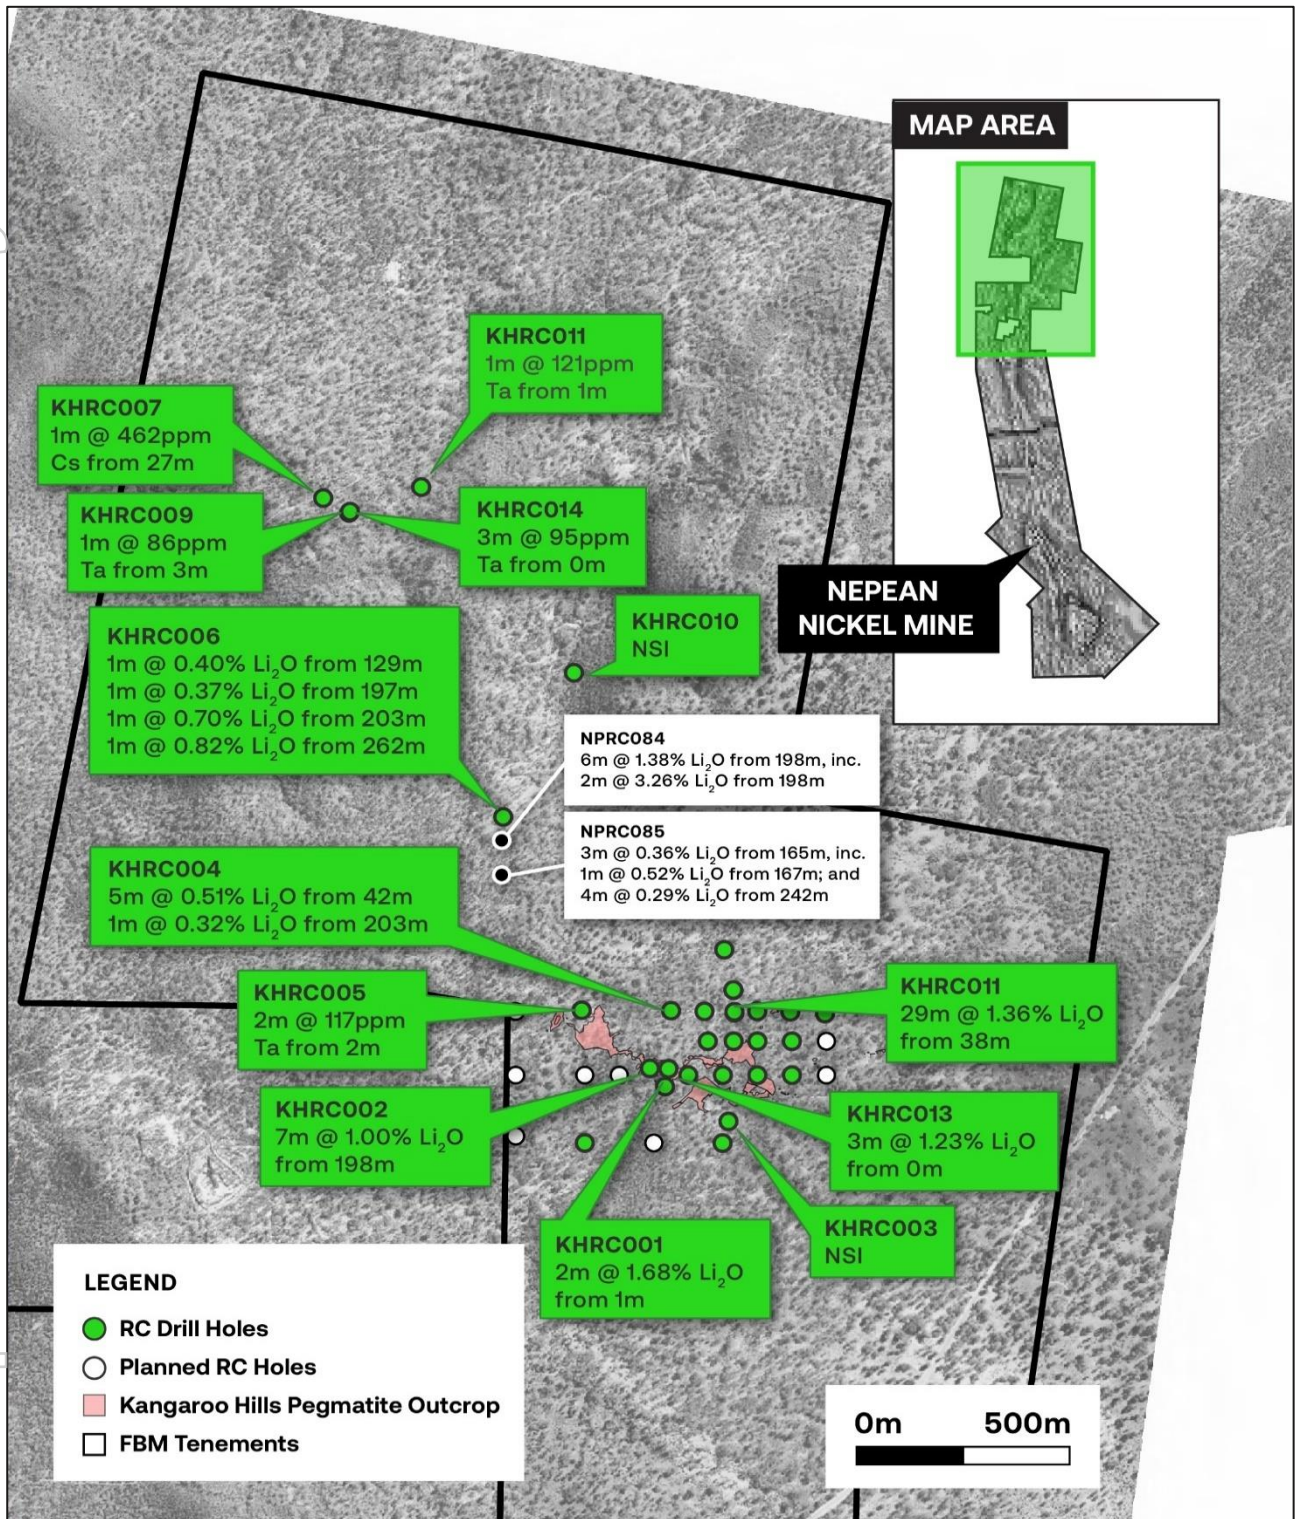 MAP AREA
KHRC011
1m @ 121ppm
Ta from 1m
KHRC007
1m @ 462ppm
Cs from 27m
KHRC009
1m @ 86ppm
Ta from 3m
KHRC014
3m @ 95ppm
Ta from 0m
NEPEAN
NICKEL MINE
KHRC006
1m @ 0.40% Li₂O from 129m
1m @ 0.37% Li₂O from 197m
1m @ 0.70% Li₂O from 203m
1m @ 0.82% Li₂O from 262m
KHRC010
NSI
NPRC084
6m @ 1.38% Li₂O from 198m, inc.
2m @ 3.26% Li₂O from 198m
NPRC085
3m @ 0.36% Li₂O from 165m, inc.
1m @ 0.52% Li₂O from 167m; and
4m @ 0.29% Li₂O from 242m
KHRC004
5m @ 0.51% Li₂O from 42m
1m @ 0.32% Li₂O from 203m
KHRC005
2m @ 117ppm
Ta from 2m
KHRC011
29m @ 1.36% Li₂O
from 38m
KHRC002
7m @ 1.00% Li₂O
from 198m
KHRC013
3m @ 1.23% Li₂O
from 0m
KHRC001
2m @ 1.68% Li₂O
from 1m
KHRC003
NSI
LEGEND
RC Drill Holes
Planned RC Holes
Kangaroo Hills Pegmatite Outcrop
FBM Tenements
0m 500m